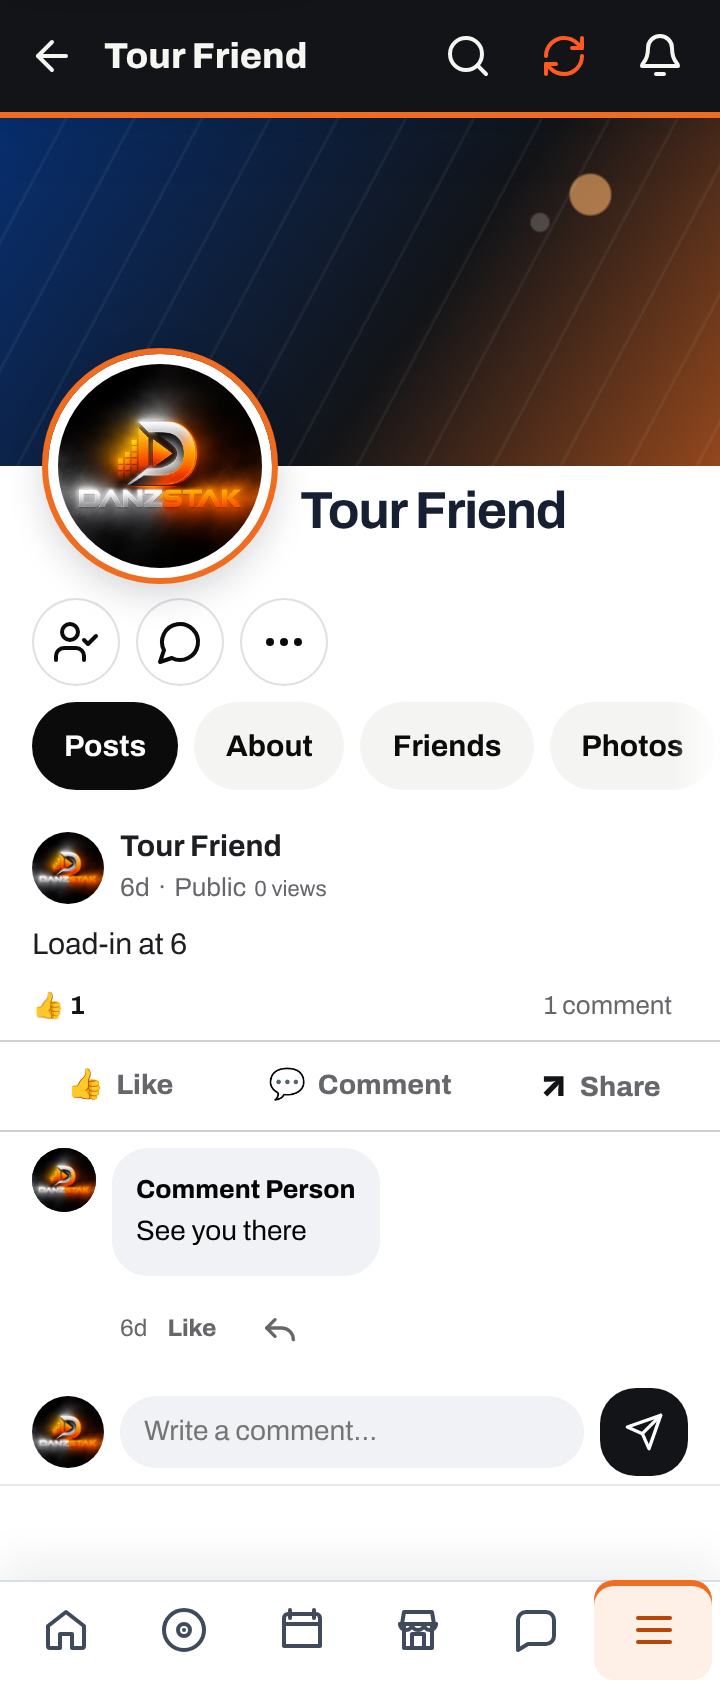 Tour Friend
DANZSTAK
Tour Friend
Posts
About
Friends
Photos
Tour Friend
6d · Public 0 views
Load-in at 6
👍 1
1 comment
👍 Like
💬 Comment
Share
Comment Person
See you there
6d Like
Write a comment...